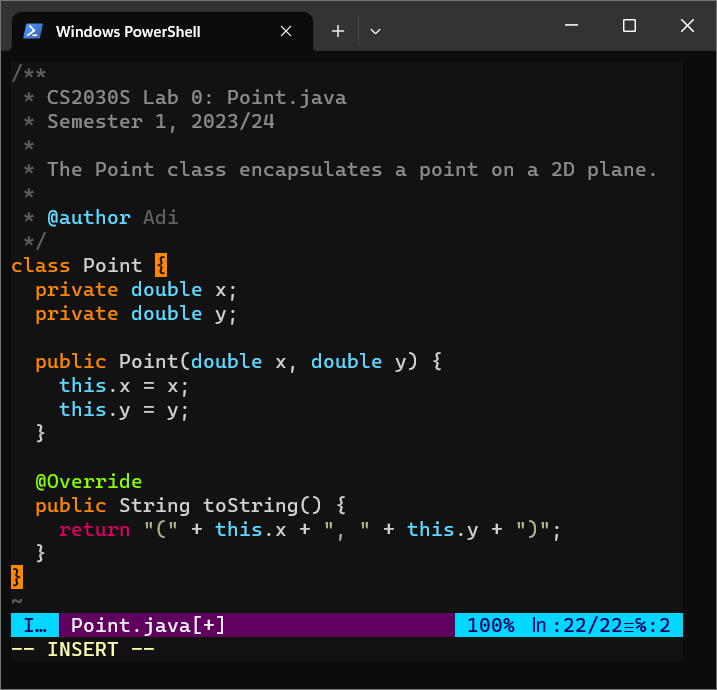 Windows PowerShell
/**
 * CS2030S Lab 0: Point.java
 * Semester 1, 2023/24
 *
 * The Point class encapsulates a point on a 2D plane.
 *
 * @author Adi
 */
class Point {
  private double x;
  private double y;

  public Point(double x, double y) {
    this.x = x;
    this.y = y;
  }

  @Override
  public String toString() {
    return "(" + this.x + ", " + this.y + ")";
  }
}
~
I… Point.java[+] 100% ln:22/22≡%:2
-- INSERT --